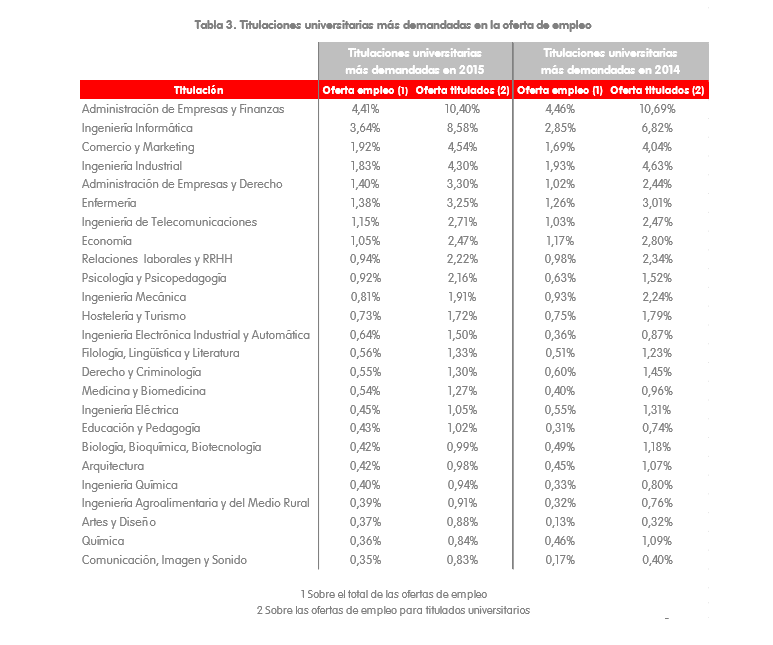 Tabla 3. Titulaciones universitarias más demandadas en la oferta de empleo
Titulaciones universitarias más demandadas en 2015 Titulaciones universitarias más demandadas en 2014
Titulación Oferta empleo (1) Oferta titulados (2) Oferta empleo (1) Oferta titulados (2)
Administración de Empresas y Finanzas 4,41% 10,40% 4,46% 10,69%
Ingeniería Informática 3,64% 8,58% 2,85% 6,82%
Comercio y Marketing 1,92% 4,54% 1,69% 4,04%
Ingeniería Industrial 1,83% 4,30% 1,93% 4,63%
Administración de Empresas y Derecho 1,40% 3,30% 1,02% 2,44%
Enfermería 1,38% 3,25% 1,26% 3,01%
Ingeniería de Telecomunicaciones 1,15% 2,71% 1,03% 2,47%
Economía 1,05% 2,47% 1,17% 2,80%
Relaciones laborales y RRHH 0,94% 2,22% 0,98% 2,34%
Psicología y Psicopedagogía 0,92% 2,16% 0,63% 1,52%
Ingeniería Mecánica 0,81% 1,91% 0,93% 2,24%
Hostelería y Turismo 0,73% 1,72% 0,75% 1,79%
Ingeniería Electrónica Industrial y Automática 0,64% 1,50% 0,36% 0,87%
Filología, Lingüística y Literatura 0,56% 1,33% 0,51% 1,23%
Derecho y Criminología 0,55% 1,30% 0,60% 1,45%
Medicina y Biomedicina 0,54% 1,27% 0,40% 0,96%
Ingeniería Eléctrica 0,45% 1,05% 0,55% 1,31%
Educación y Pedagogía 0,43% 1,02% 0,31% 0,74%
Biología, Bioquímica, Biotecnología 0,42% 0,99% 0,49% 1,18%
Arquitectura 0,42% 0,98% 0,45% 1,07%
Ingeniería Química 0,40% 0,94% 0,33% 0,80%
Ingeniería Agroalimentaria y del Medio Rural 0,39% 0,91% 0,32% 0,76%
Artes y Diseño 0,37% 0,88% 0,13% 0,32%
Química 0,36% 0,84% 0,46% 1,09%
Comunicación, Imagen y Sonido 0,35% 0,83% 0,17% 0,40%
1 Sobre el total de las ofertas de empleo
2 Sobre las ofertas de empleo para titulados universitarios